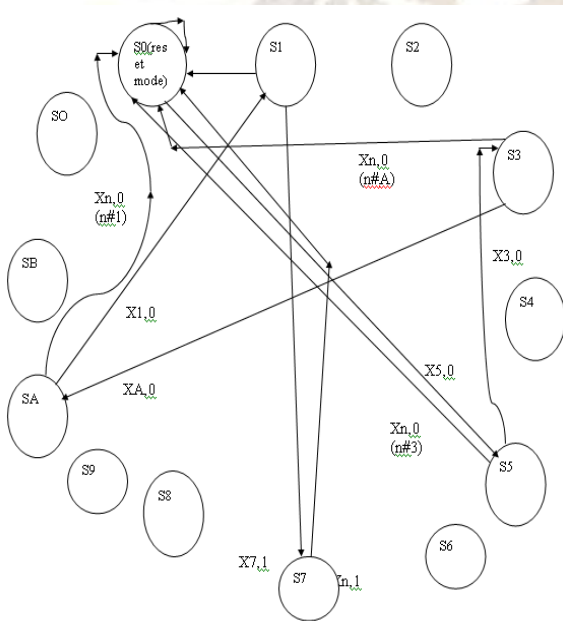 S0(res
et
mode)
S1
S2
SO
S3
Xn,0
(n#A)
Xn,0
(n#1)
X3,0
SB
S4
X1,0
XA,0
X5,0
SA
Xn,0
(n#3)
S9
S8
S5
S6
X7,1
S7
Xn,1